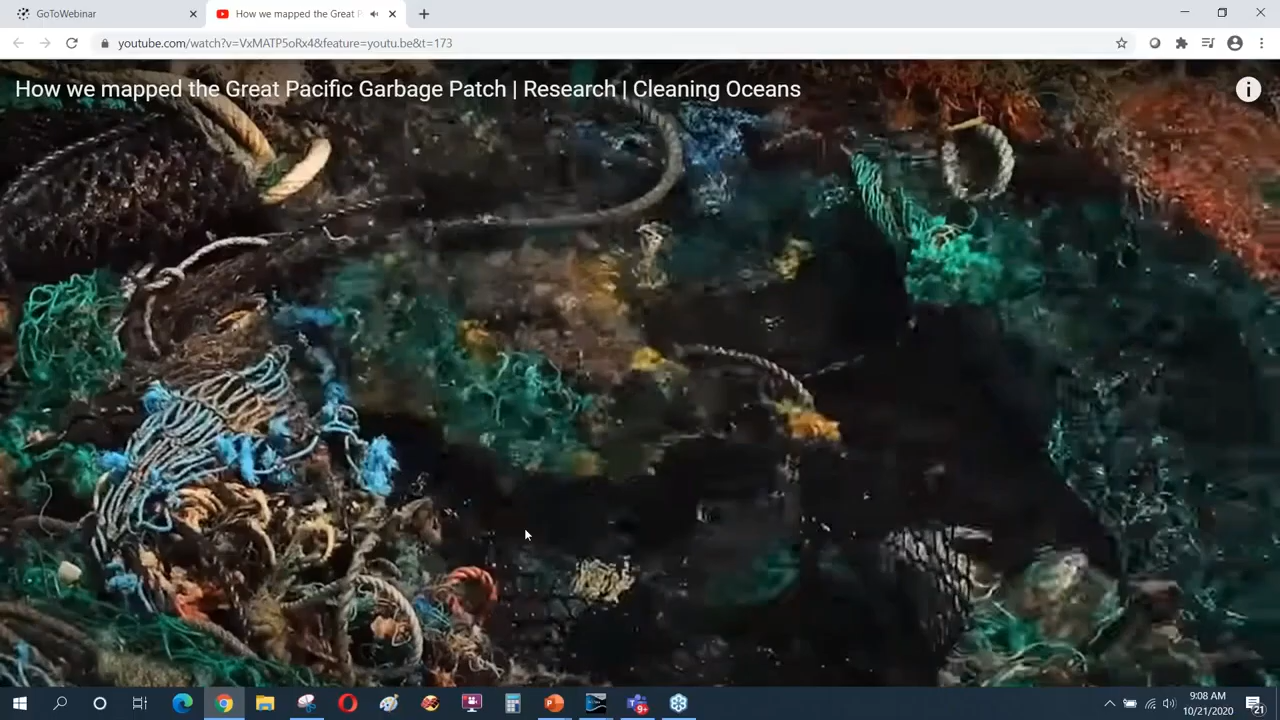 GoToWebinar
How we mapped the Great P
youtube.com/watch?v=VxMATP5oRx4&feature=youtu.be&t=173
How we mapped the Great Pacific Garbage Patch | Research | Cleaning Oceans
9+
9:08 AM
10/21/2020
21